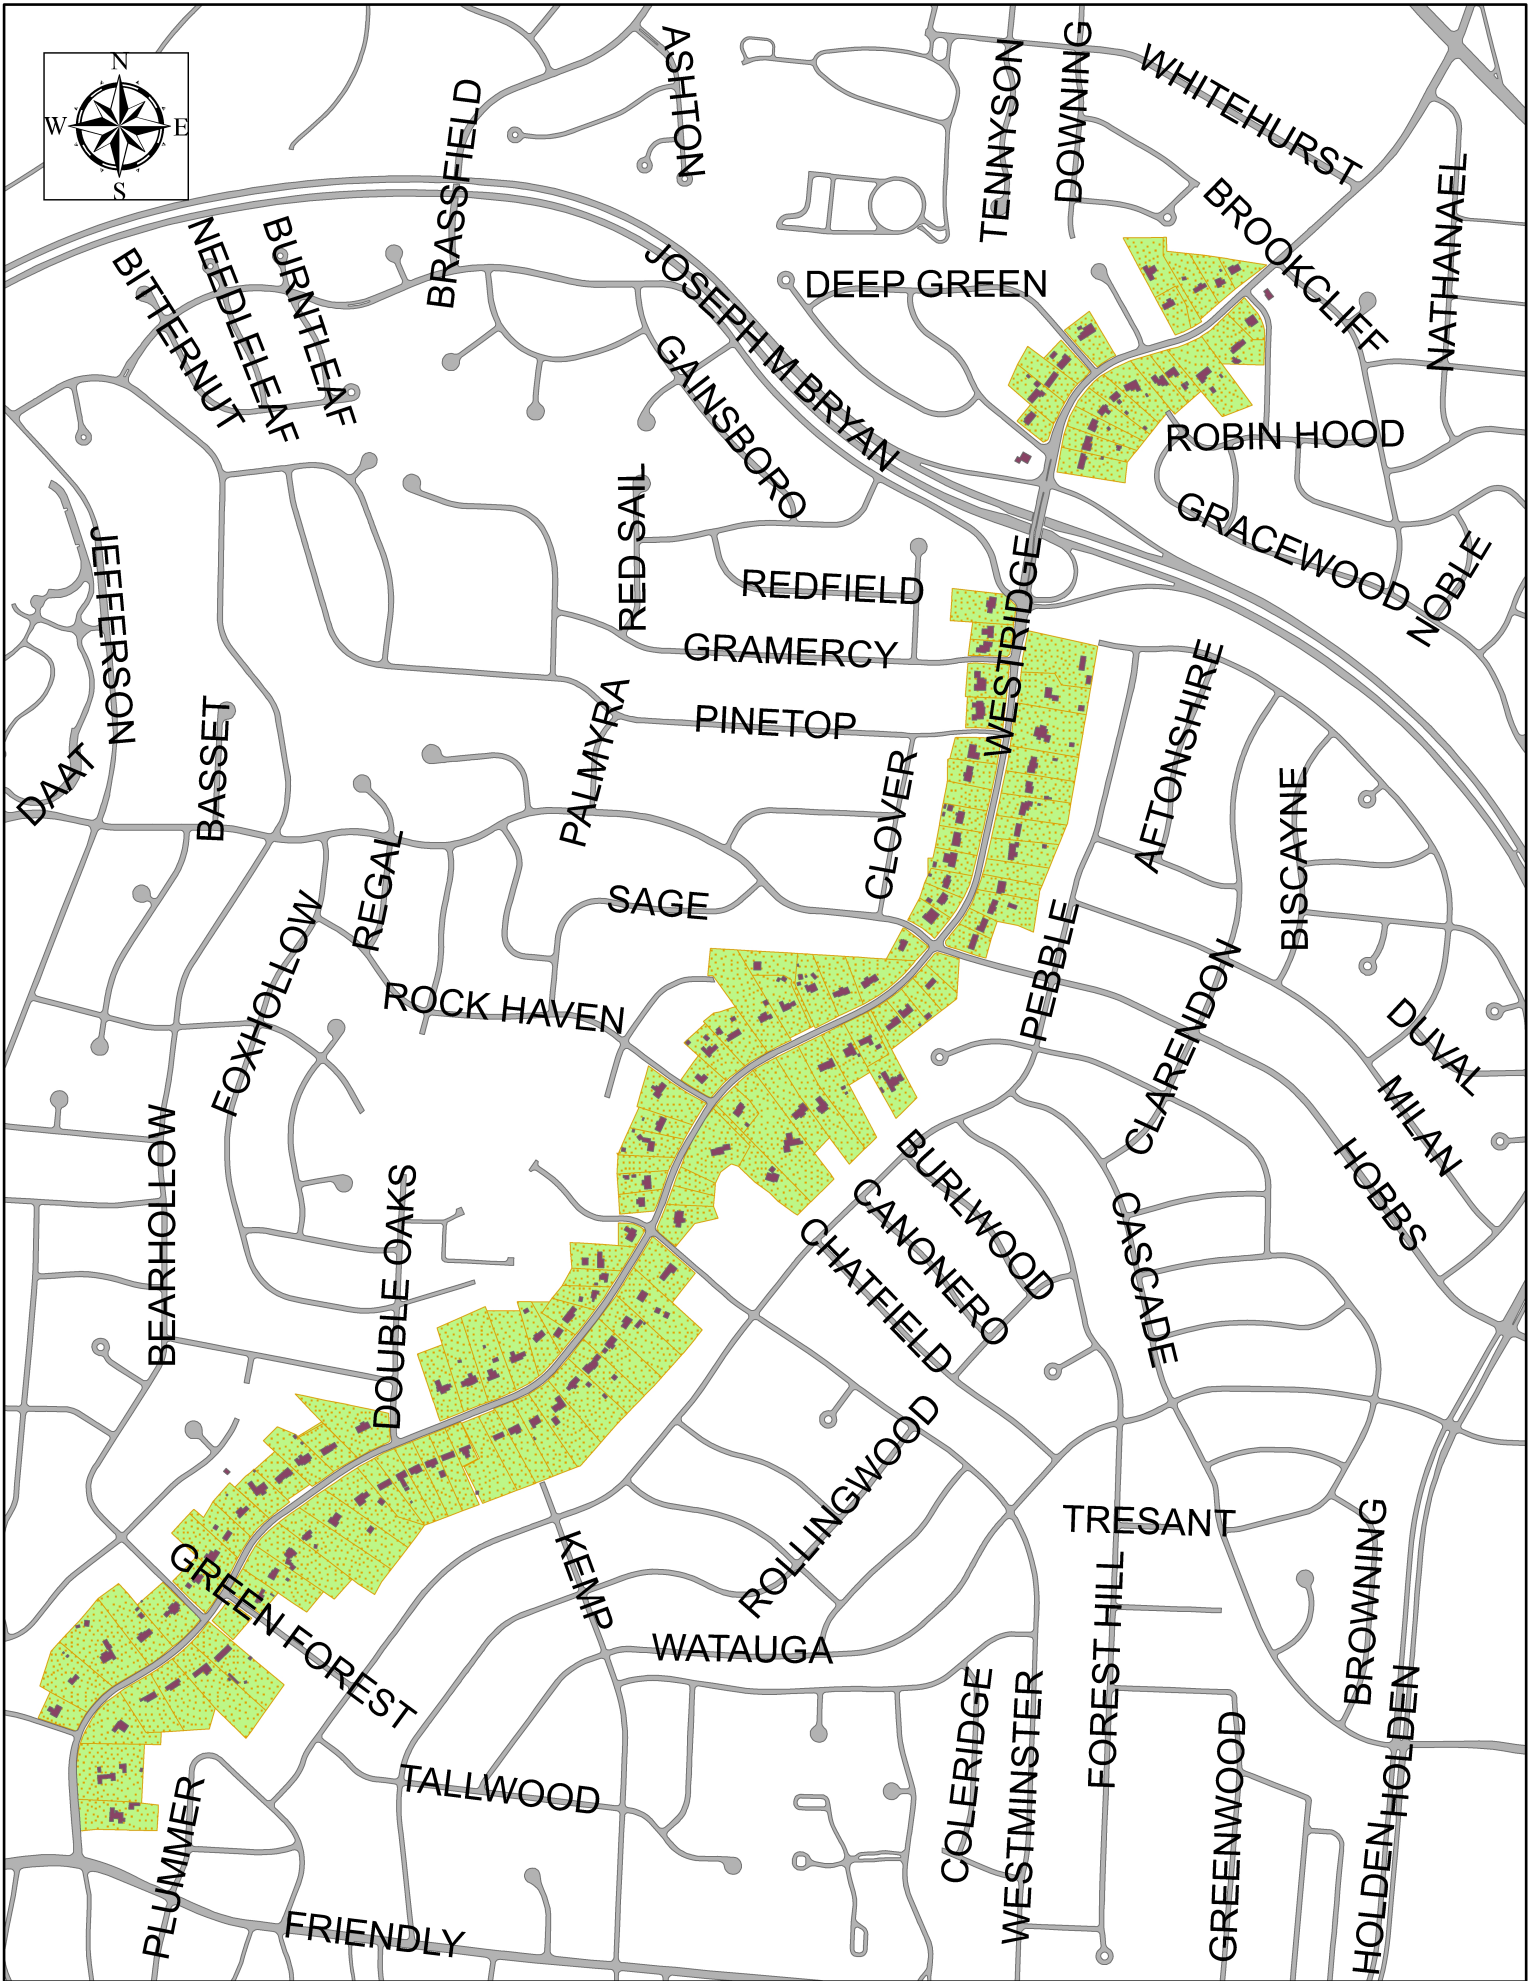 N
W E
S
ASHTON
BRASSFIELD
TENNYSON
DOWNING
WHITEHURST
NATHANAEL
BROOKCLIFF
BITTERNUT
NEEDLELEAF
BURNTLEAF
JOSEPH M BRYAN
DEEP GREEN
GAINSBORO
ROBIN HOOD
GRACEWOOD
NOBLE
JEFFERSON
RED SAIL
REDFIELD
WESTRIDGE
GRAMERCY
PINETOP
PALMYRA
AFTONSHIRE
BASSET
DAAT
CLOVER
BISCAYNE
REGAL
SAGE
FOXHOLLOW
ROCK HAVEN
PEBBLE
CLARENDON
DUVAL
MILAN
HOBBS
BEARHOLLOW
DOUBLE OAKS
BURLWOOD
CANONERO
CHATFIELD
CASCADE
ROLLINGWOOD
TRESANT
KEMP
GREEN FOREST
WATAUGA
FOREST HILL
BROWNING
COLERIDGE
WESTMINSTER
GREENWOOD
HOLDEN
HOLDEN
TALLWOOD
PLUMMER
FRIENDLY